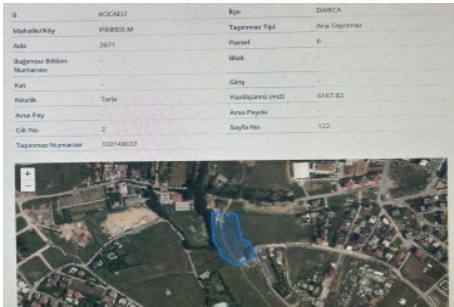 İl KOCAELİ İlçe DARICA
Mahalle/Köy PİRİREİS M Taşınmaz Tipi Ana Taşınmaz
Ada 2671 Parsel 6
Bağımsız Bölüm Numarası - Blok -
Kat - Giriş -
Nitelik Tarla Yüzölçümü (m2) 6167.82
Arsa Pay - Arsa Payda -
Cilt No 2 Sayfa No 122
Taşınmaz Numarası 102148637
+
-